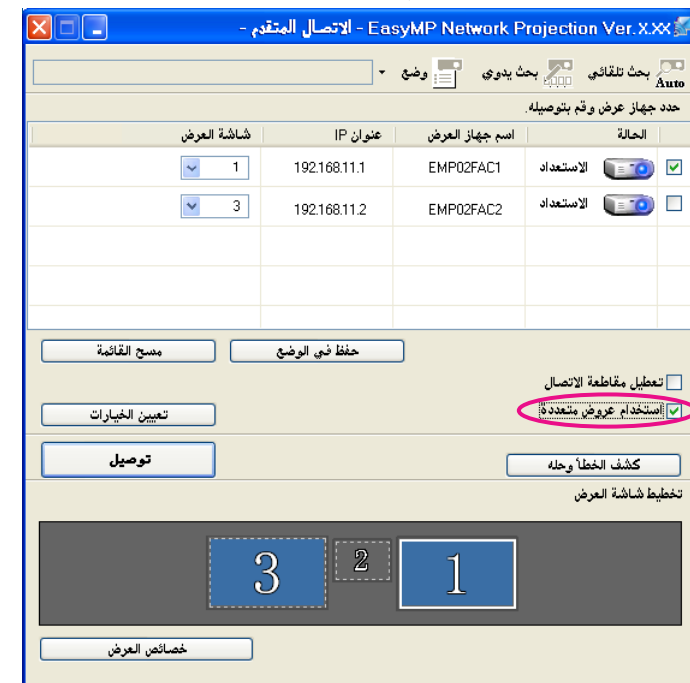 EasyMP Network Projection Ver.X.XX - الاتصال المتقدم -
Auto بحث تلقائي بحث يدوي وضع
حدد جهاز عرض وقم بتوصيله.
الحالة اسم جهاز العرض عنوان IP شاشة العرض
الاستعداد EMP02FAC1 192.168.11.1 1
الاستعداد EMP02FAC2 192.168.11.2 3
حفظ في الوضع مسح القائمة
تعطيل مقاطعة الاتصال
استخدام عروض متعددة تعيين الخيارات
كشف الخطأ وحله توصيل
تخطيط شاشة العرض
1 2 3
خصائص العرض